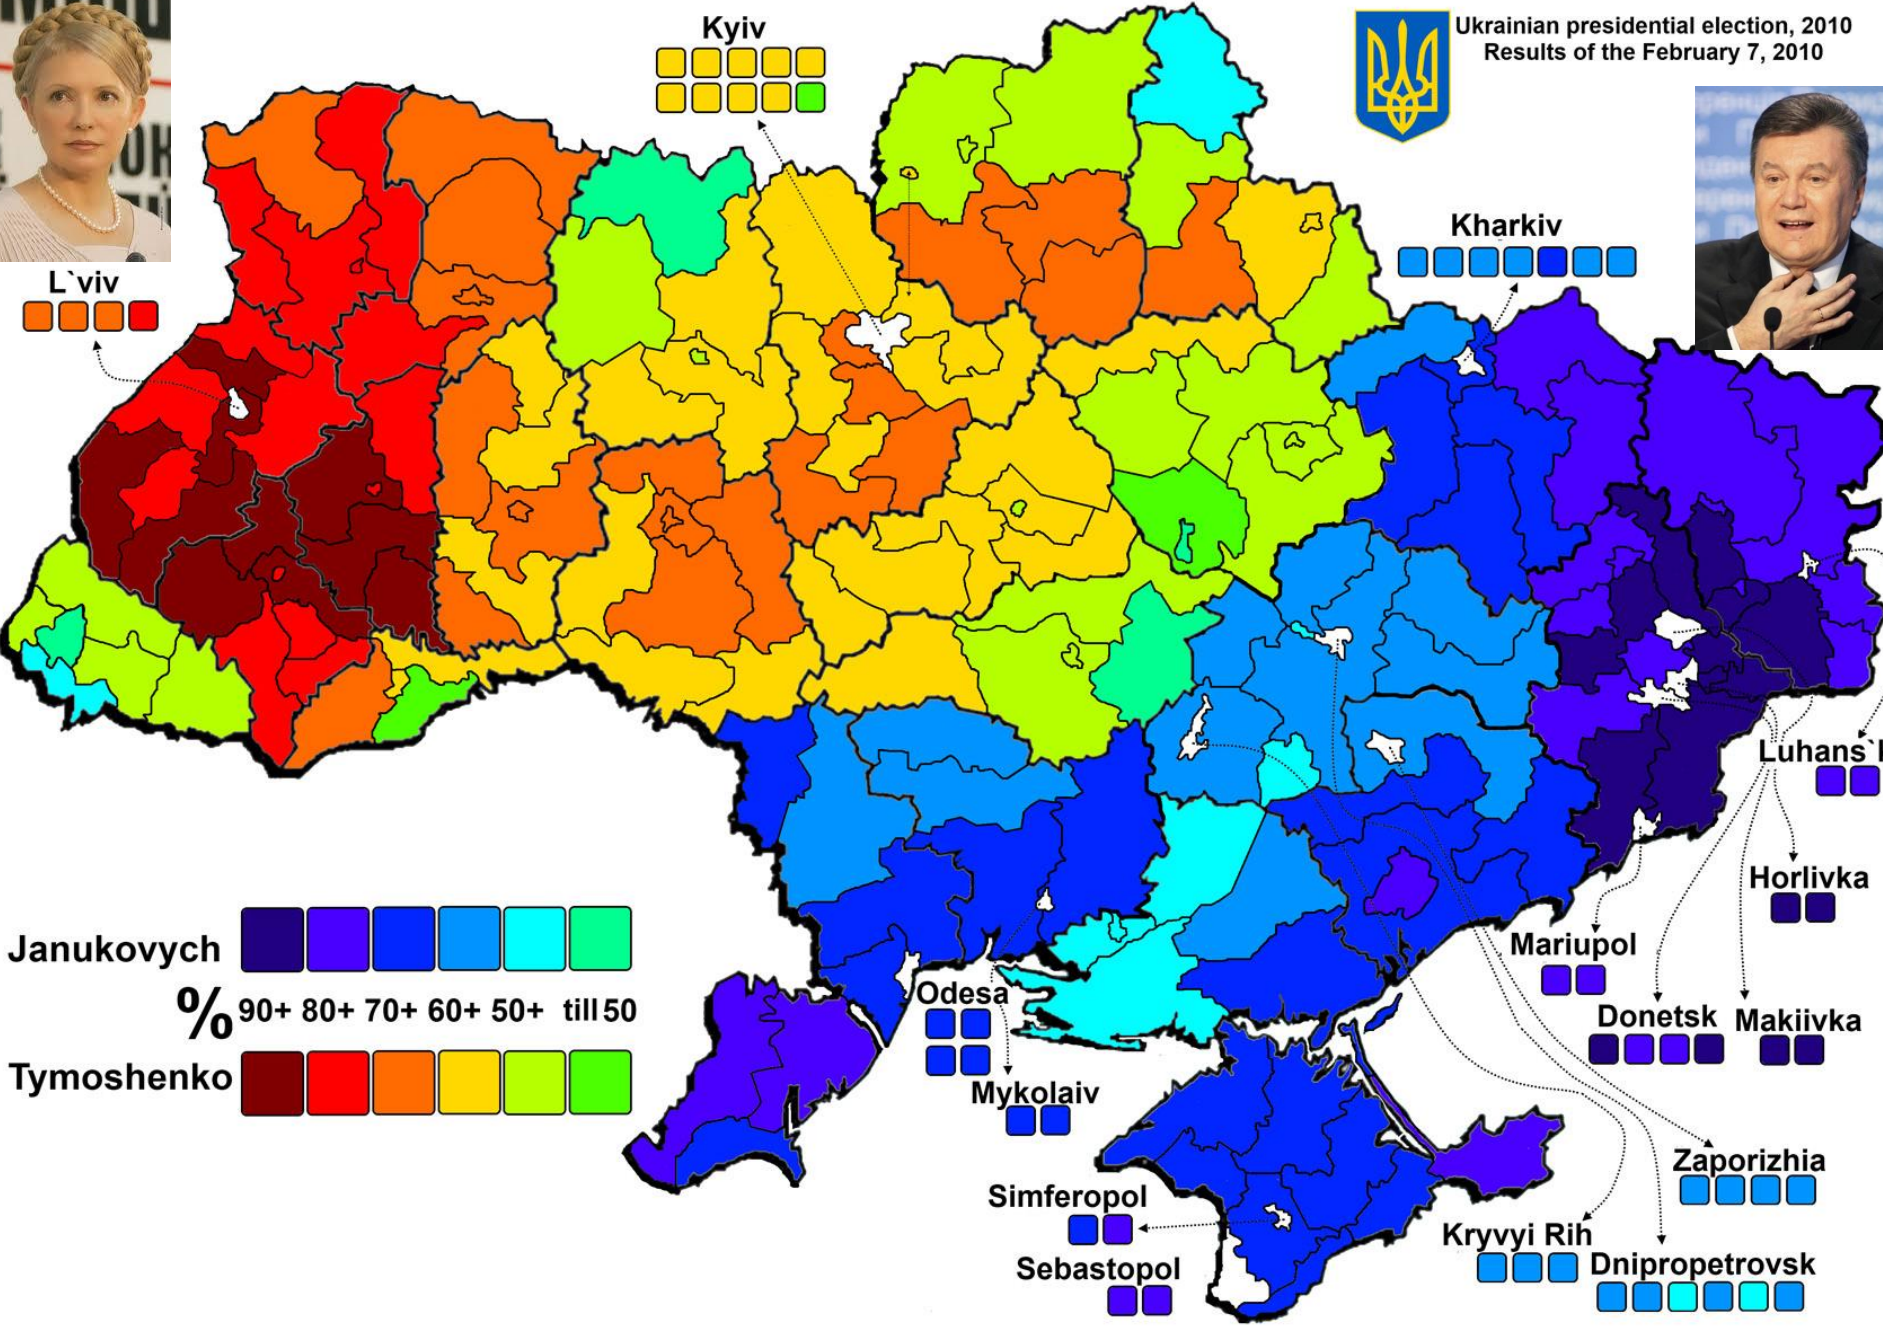 Ukrainian presidential election, 2010
Results of the February 7, 2010
Kyiv
Kharkiv
L`viv
Luhans`
Horlivka
Mariupol
Donetsk
Makiivka
Odesa
Mykolaiv
Zaporizhia
Simferopol
Kryvyi Rih
Sebastopol
Dnipropetrovsk
Janukovych
% 90+ 80+ 70+ 60+ 50+ till 50
Tymoshenko